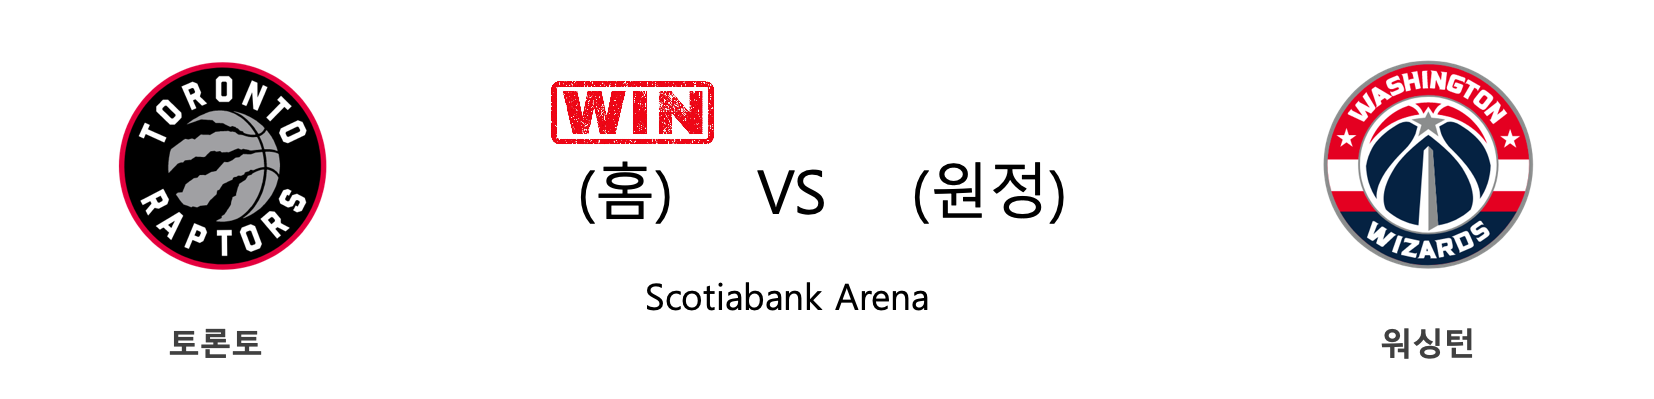 TORONTO
RAPTORS
토론토
WIN
(홈) VS (원정)
Scotiabank Arena
WASHINGTON
WIZARDS
워싱턴